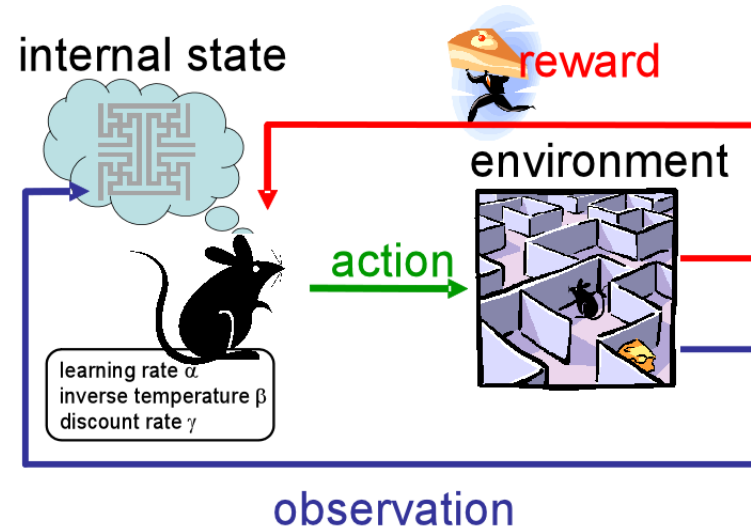 internal state
reward
environment
action
learning rate α
inverse temperature β
discount rate γ
observation